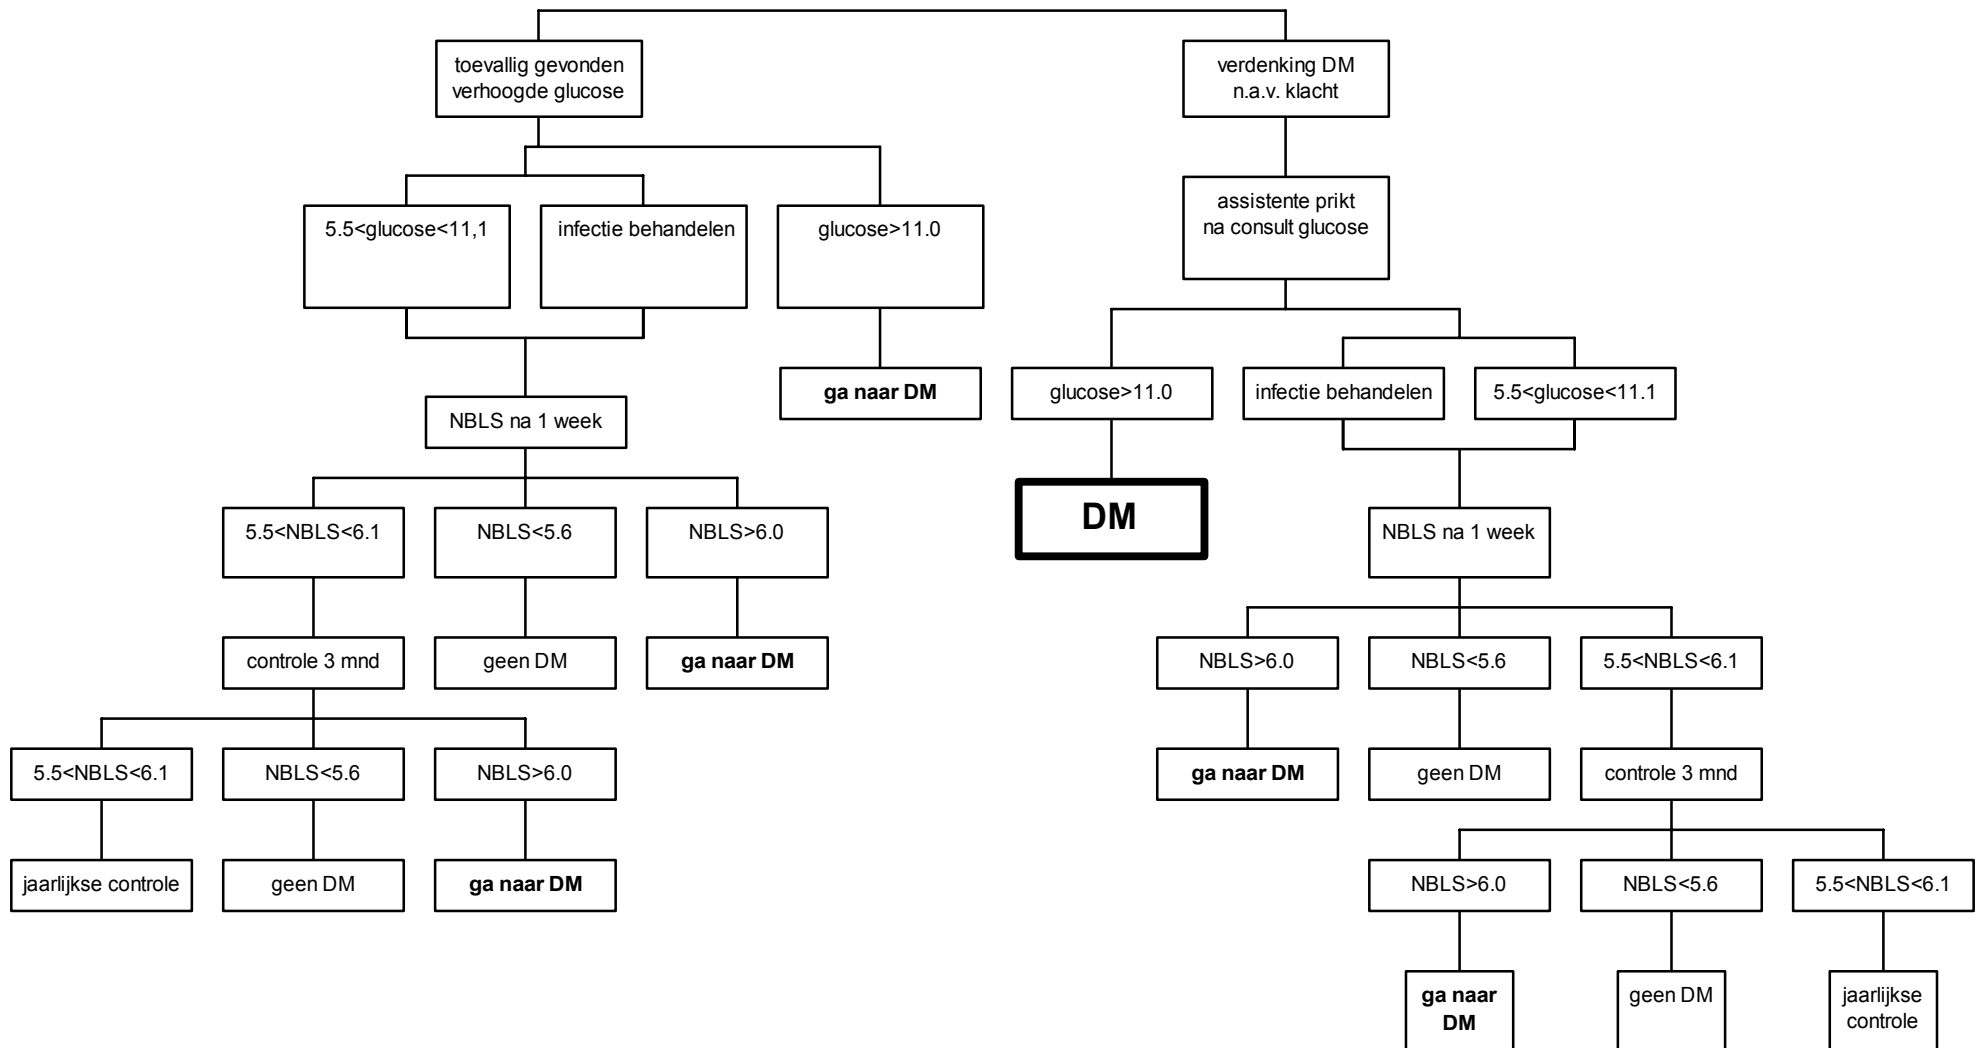 toevallig gevonden
verhoogde glucose
verdenking DM
n.a.v. klacht
5.5<glucose<11,1
infectie behandelen
glucose>11.0
assistente prikt
na consult glucose
ga naar DM
glucose>11.0
infectie behandelen
5.5<glucose<11.1
NBLS na 1 week
DM
5.5<NBLS<6.1
NBLS<5.6
NBLS>6.0
NBLS na 1 week
controle 3 mnd
geen DM
ga naar DM
NBLS>6.0
NBLS<5.6
5.5<NBLS<6.1
5.5<NBLS<6.1
NBLS<5.6
NBLS>6.0
ga naar DM
geen DM
controle 3 mnd
jaarlijkse controle
geen DM
ga naar DM
NBLS>6.0
NBLS<5.6
5.5<NBLS<6.1
ga naar
DM
geen DM
jaarlijkse
controle